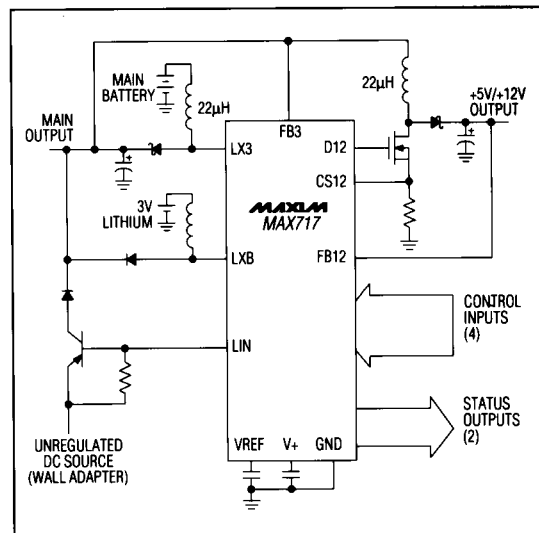 MAIN
BATTERY
22μH
MAIN
OUTPUT
FB3
22μH
+5V/+12V
OUTPUT
LX3
D12
CS12
3V
LITHIUM
MAXIM
MAX717
LXB
FB12
CONTROL
INPUTS
(4)
LIN
STATUS
OUTPUTS
(2)
UNREGULATED
DC SOURCE
(WALL ADAPTER)
VREF V+ GND